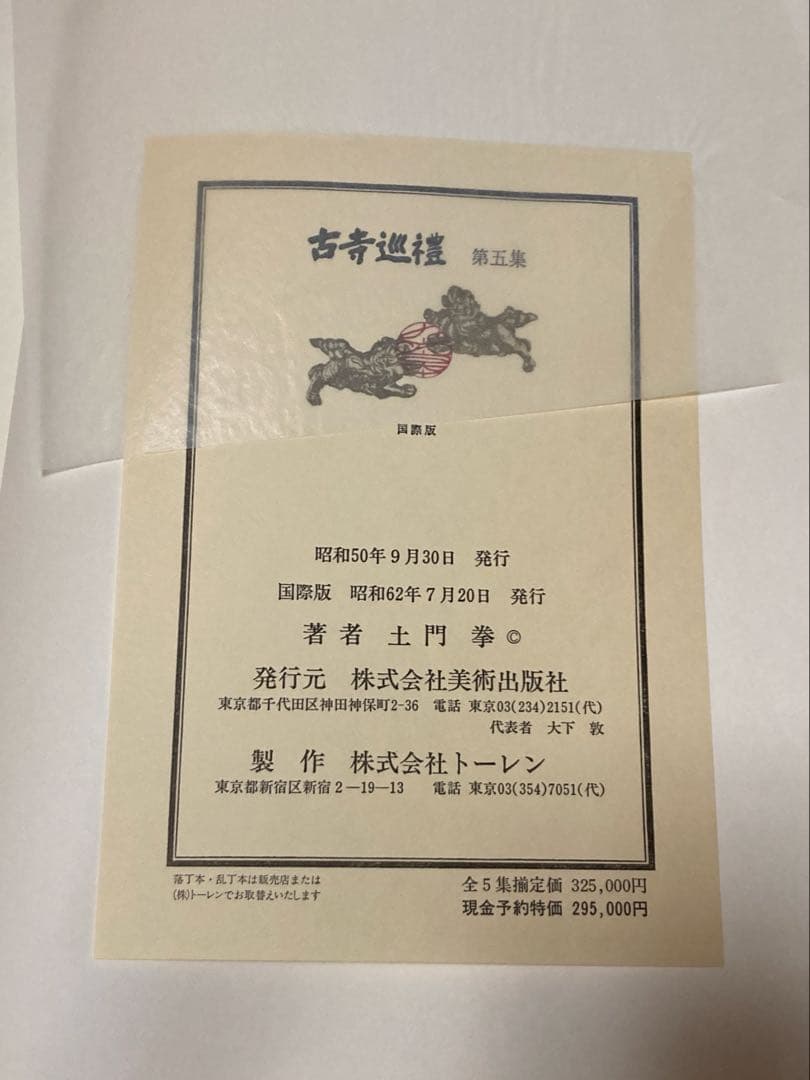 古寺巡禮 第五集
国際版
昭和50年9月30日 発行
国際版 昭和62年7月20日 発行
著者 土門 拳 ©
発行元 株式会社美術出版社
東京都千代田区神田神保町2-36 電話 東京03(234)2151(代)
代表者 大下 敦
製 作 株式会社トーレン
東京都新宿区新宿2―19―13 電話 東京03(354)7051(代)
落丁本・乱丁本は販売店または
(株)トーレンでお取替えいたします
全5集揃定価 325,000円
現金予約特価 295,000円